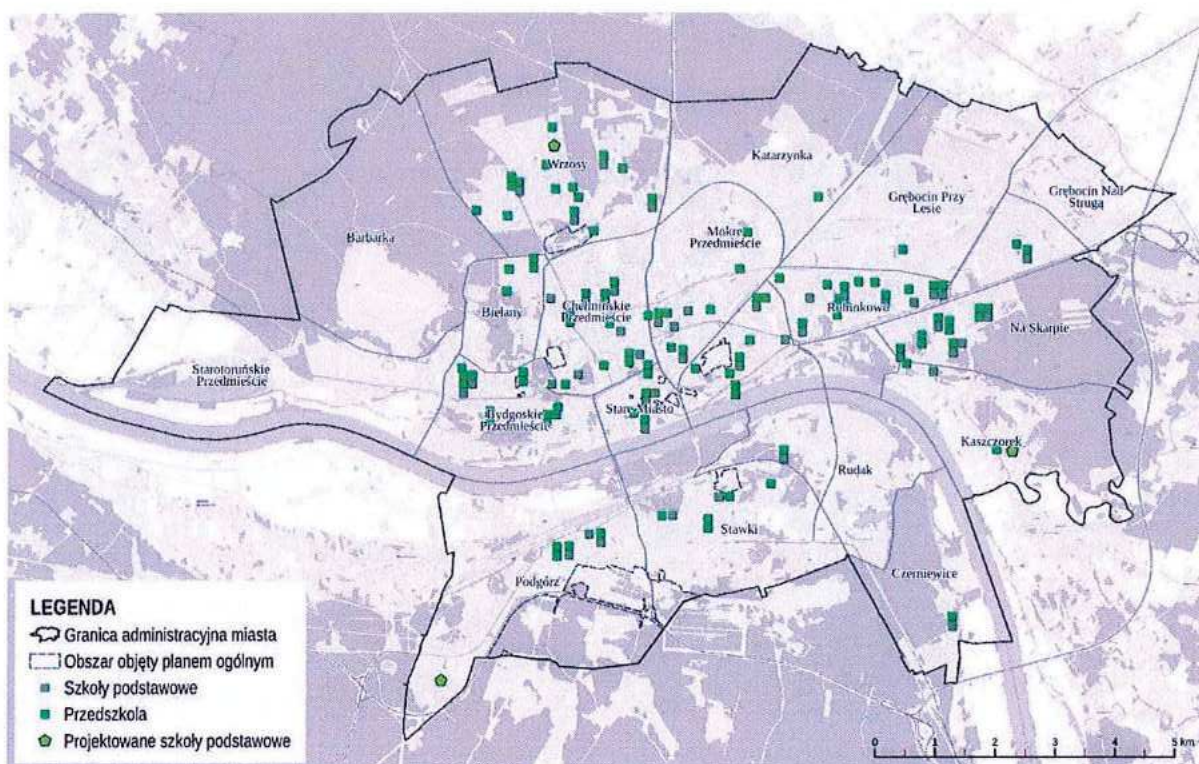 Wrzosy
Katarzynka
Grębocin Przy
Lesie
Grębocin Nad
Strugą
Barbarka
Mokre
Przedmieście
Bielany
Chełmińskie
Przedmieście
Rubinkowo
Na Skarpie
Starotoruńskie
Przedmieście
Bydgoskie
Przedmieście
Stare Miasto
Kaszczorek
Rudak
Stawki
Czerniewice
Podgórz
LEGENDA
Granica administracyjna miasta
Obszar objęty planem ogólnym
Szkoły podstawowe
Przedszkola
Projektowane szkoły podstawowe
0 1 2 3 4 5 km